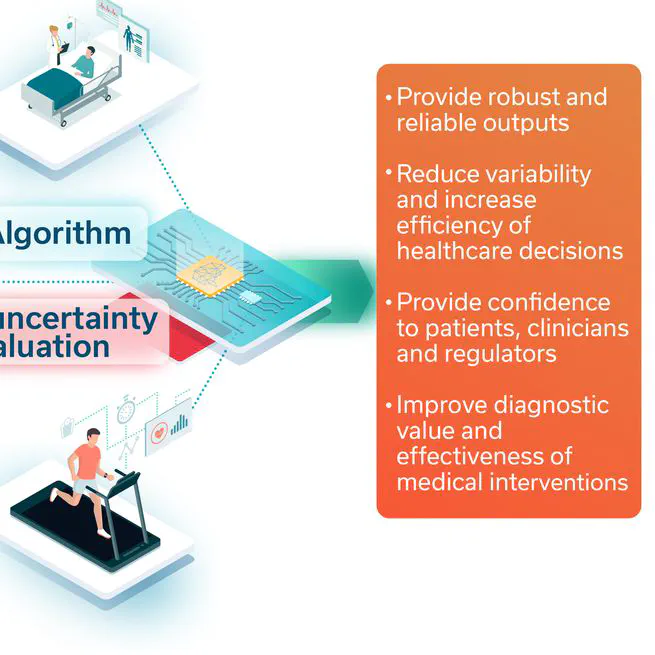 Algorithm
uncertainty
aluation
• Provide robust and
reliable outputs
• Reduce variability
and increase
efficiency of
healthcare decisions
• Provide confidence
to patients, clinicians
and regulators
• Improve diagnostic
value and
effectiveness of
medical interventions